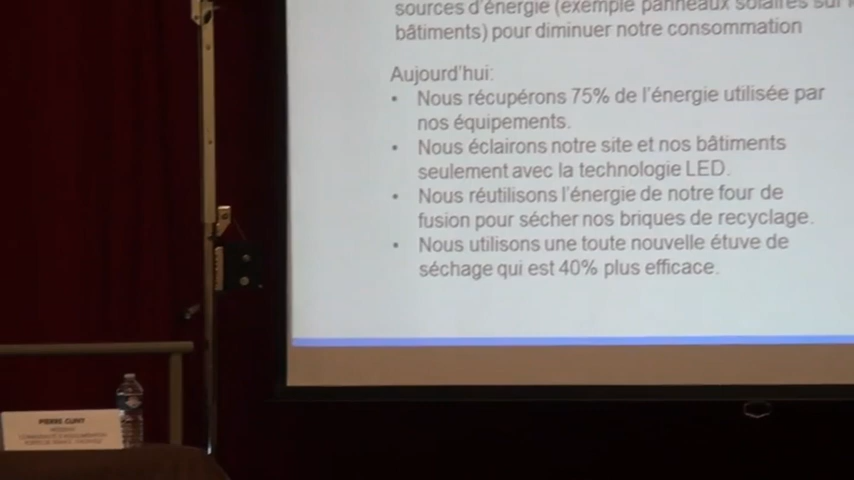 sources d'énergie (exemple panneaux solaires sur
bâtiments) pour diminuer notre consommation
Aujourd'hui:
• Nous récupérons 75% de l'énergie utilisée par
nos équipements.
• Nous éclairons notre site et nos bâtiments
seulement avec la technologie LED.
• Nous réutilisons l'énergie de notre four de
fusion pour sécher nos briques de recyclage.
• Nous utilisons une toute nouvelle étuve de
séchage qui est 40% plus efficace.
PIERRE CUNY